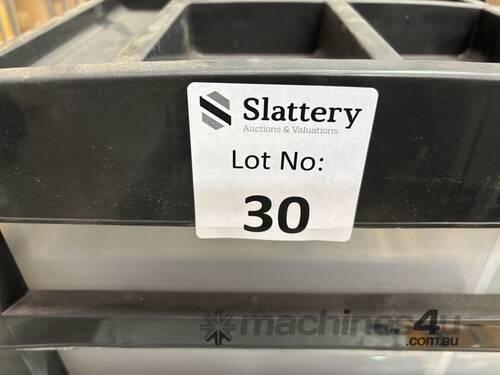 Slattery
Auctions & Valuations
Lot No:
30
machines4u
.com.au